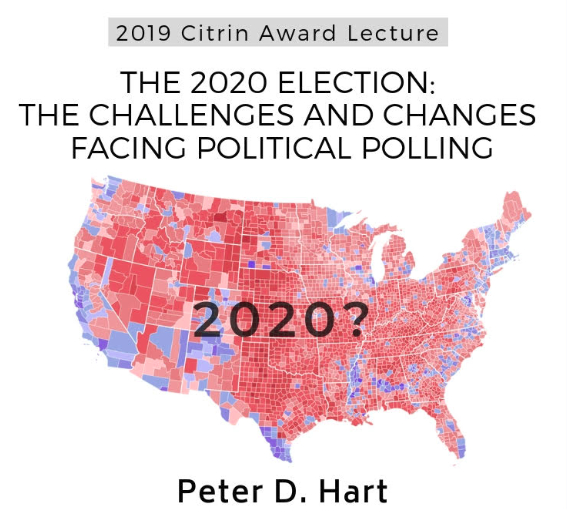 2019 Citrin Award Lecture
THE 2020 ELECTION:
THE CHALLENGES AND CHANGES
FACING POLITICAL POLLING
2020?
Peter D. Hart